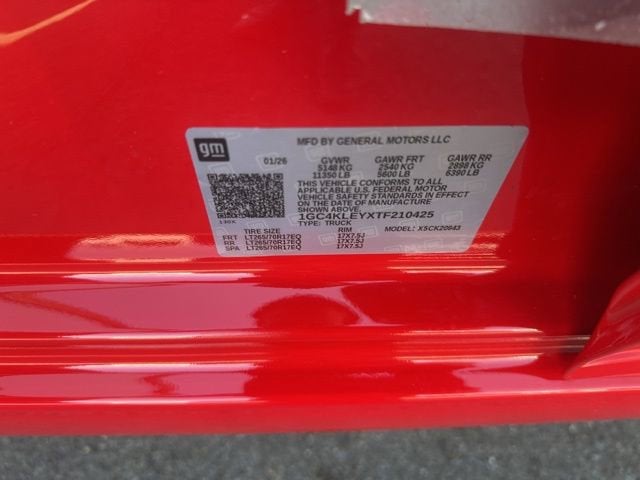 gm
MFD BY GENERAL MOTORS LLC
01/26 GVWR GAWR FRT GAWR RR
5148 KG 2540 KG 2898 KG
11350 LB 5600 LB 6390 LB
THIS VEHICLE CONFORMS TO ALL
APPLICABLE U.S. FEDERAL MOTOR
VEHICLE SAFETY STANDARDS IN EFFECT
ON THE DATE OF MANUFACTURE SHOWN ABOVE.
1GC4KLEYXTF210425
TYPE: TRUCK MODEL: X5CK20943
TIRE SIZE RIM
FRT LT265/70R17EQ 17X7.5J
RR LT265/70R17EQ 17X7.5J
SPA LT265/70R17EQ 17X7.5J